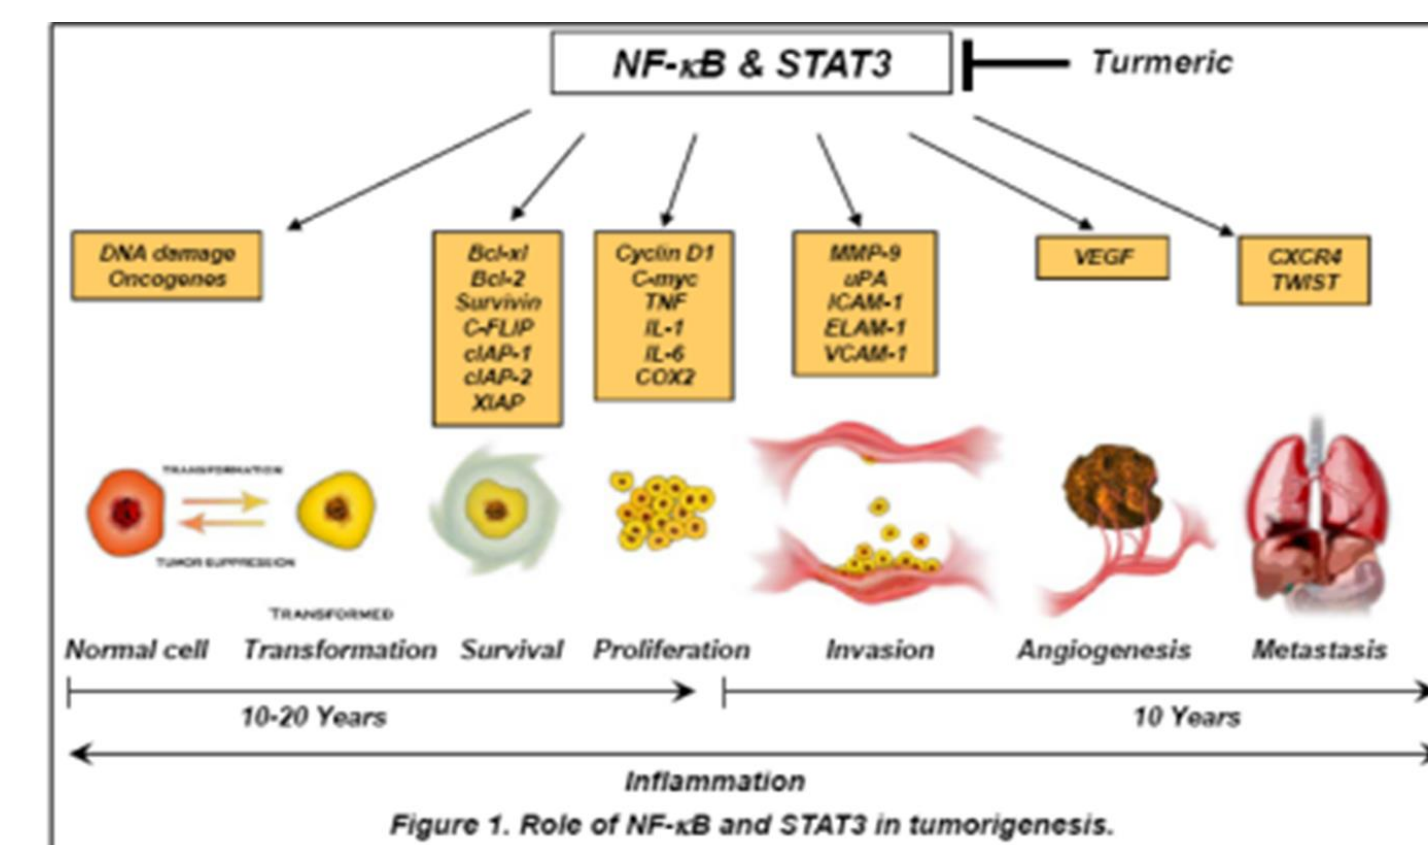 NF-κB & STAT3
Turmeric
DNA damage
Oncogenes
Bcl-xl
Bcl-2
Survivin
C-FLIP
cIAP-1
cIAP-2
XIAP
Cyclin D1
C-myc
TNF
IL-1
IL-6
COX2
MMP-9
uPA
ICAM-1
ELAM-1
VCAM-1
VEGF
CXCR4
TWIST
TRANSFORMATION
TUMOR SUPPRESSION
TRANSFORMED
Normal cell
Transformation
Survival
Proliferation
Invasion
Angiogenesis
Metastasis
10-20 Years
10 Years
Inflammation
Figure 1. Role of NF-κB and STAT3 in tumorigenesis.